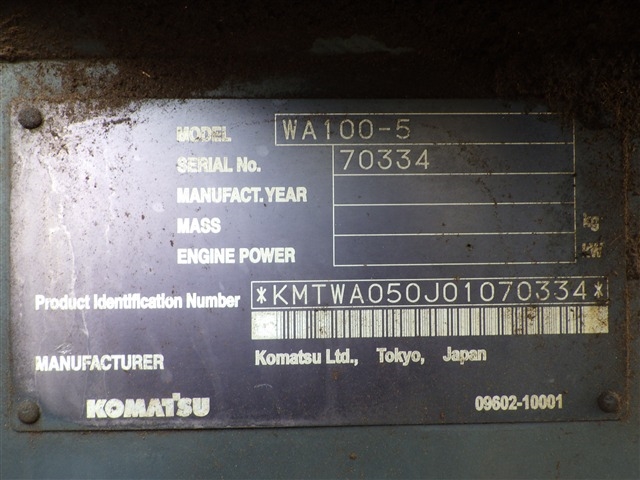 MODEL WA100-5
SERIAL No. 70334
MANUFACT.YEAR
MASS kg
ENGINE POWER kW
Product Identification Number *KMTWA050J01070334*
MANUFACTURER Komatsu Ltd., Tokyo, Japan
KOMATSU 09602-10001